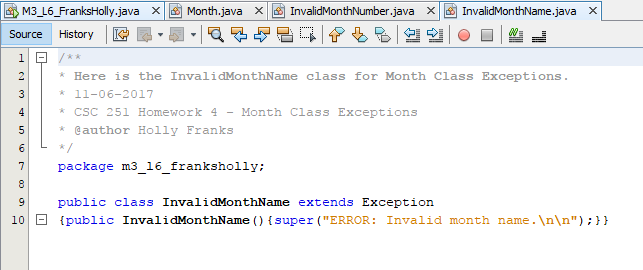 M3_L6_FranksHolly.java Month.java InvalidMonthNumber.java InvalidMonthName.java
Source History
1 /**
2 * Here is the InvalidMonthName class for Month Class Exceptions.
3 * 11-06-2017
4 * CSC 251 Homework 4 - Month Class Exceptions
5 * @author Holly Franks
6 */
7 package m3_l6_franksholly;
8
9 public class InvalidMonthName extends Exception
10 {public InvalidMonthName(){super("ERROR: Invalid month name.\n\n");}}